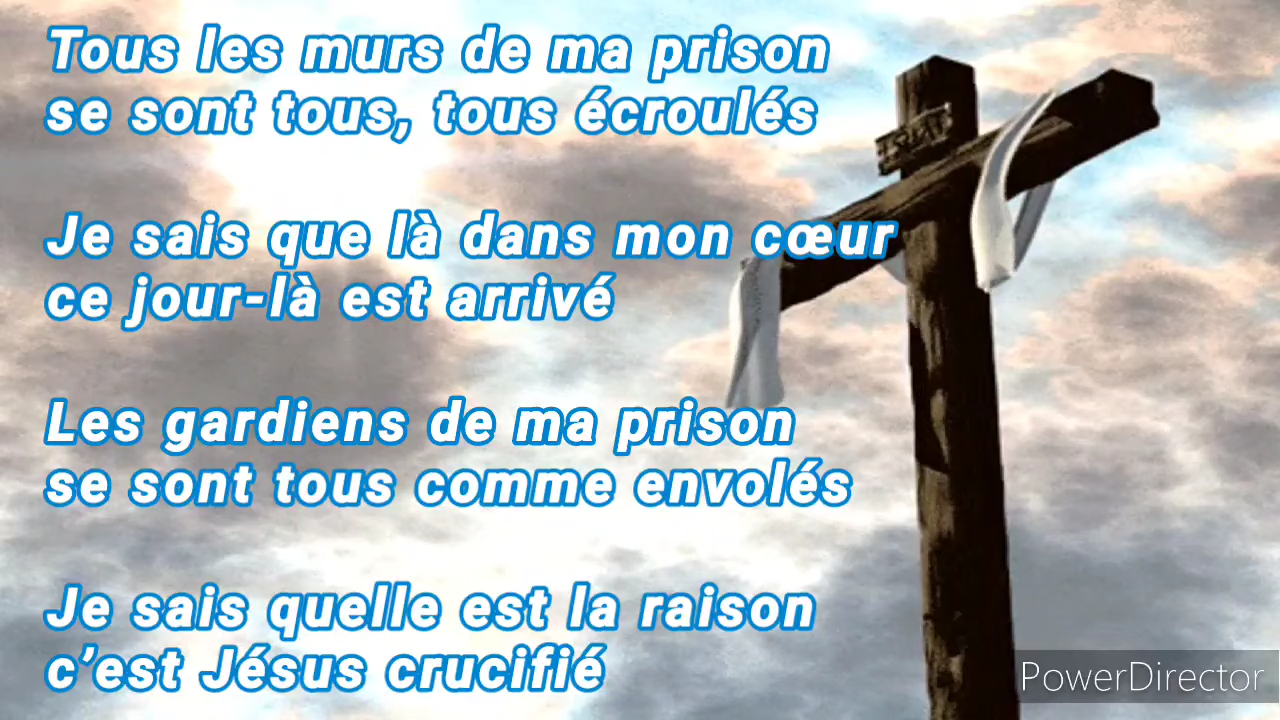 Tous les murs de ma prison
se sont tous, tous écroulés
Je sais que là dans mon cœur
ce jour-là est arrivé
Les gardiens de ma prison
se sont tous comme envolés
Je sais quelle est la raison
c’est Jésus crucifié
PowerDirector